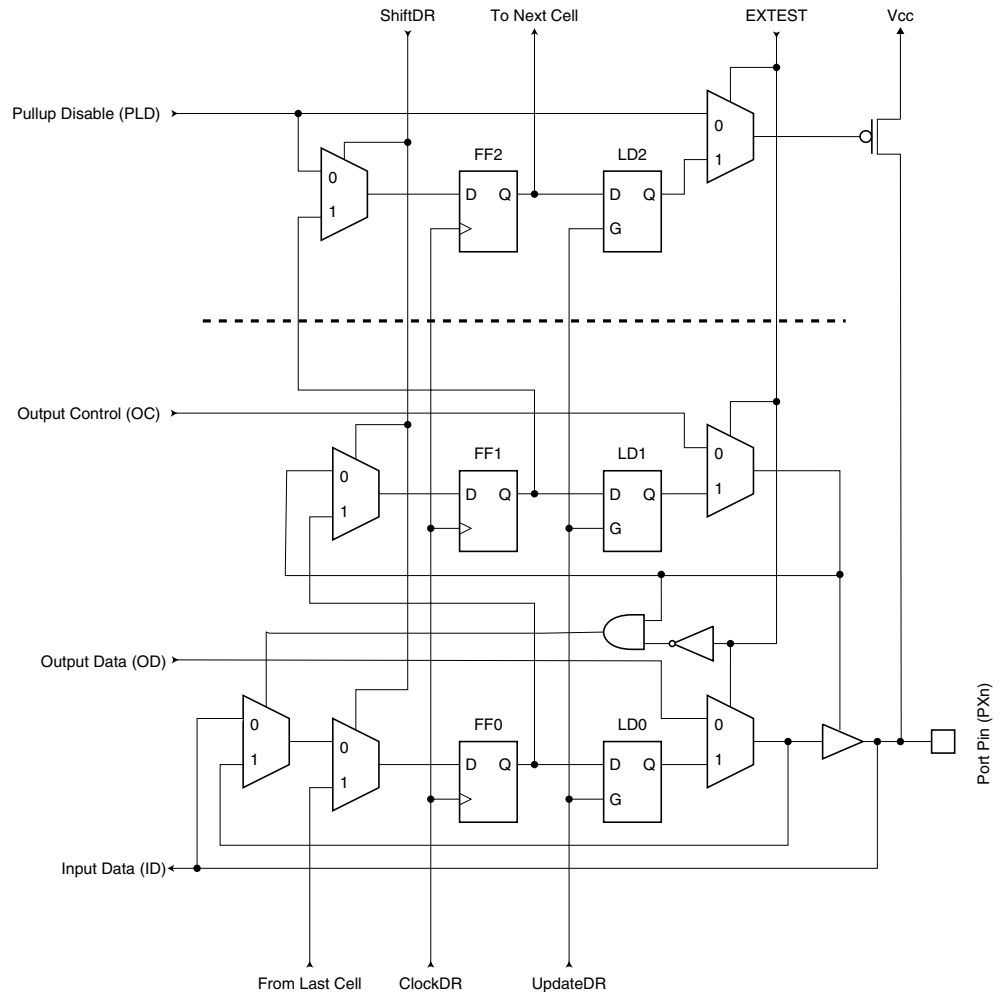 ShiftDR To Next Cell EXTEST Vcc
Pullup Disable (PLD)
0
1
FF2
D Q
LD2
D Q
G
0
1
Output Control (OC)
0
1
FF1
D Q
LD1
D Q
G
0
1
Output Data (OD)
0
1
0
1
FF0
D Q
LD0
D Q
G
0
1
Port Pin (PXn)
Input Data (ID)
From Last Cell ClockDR UpdateDR